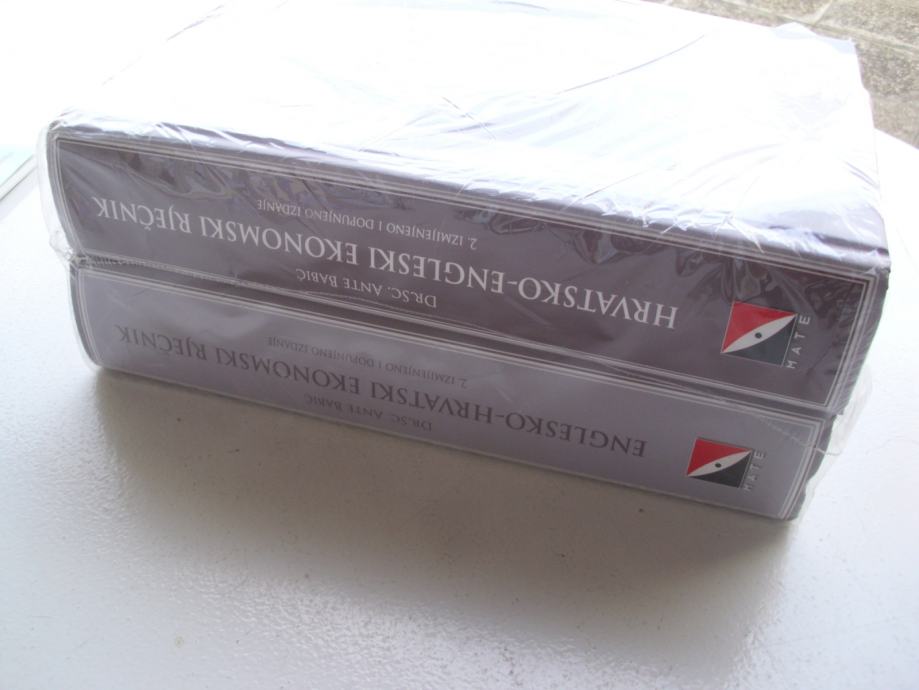 DR.SC. ANTE BABIĆ
ENGLESKO-HRVATSKI EKONOMSKI RJEČNIK
2. IZMIJENJENO I DOPUNJENO IZDANJE
MATE
DR.SC. ANTE BABIĆ
HRVATSKO-ENGLESKI EKONOMSKI RJEČNIK
2. IZMIJENJENO I DOPUNJENO IZDANJE
MATE